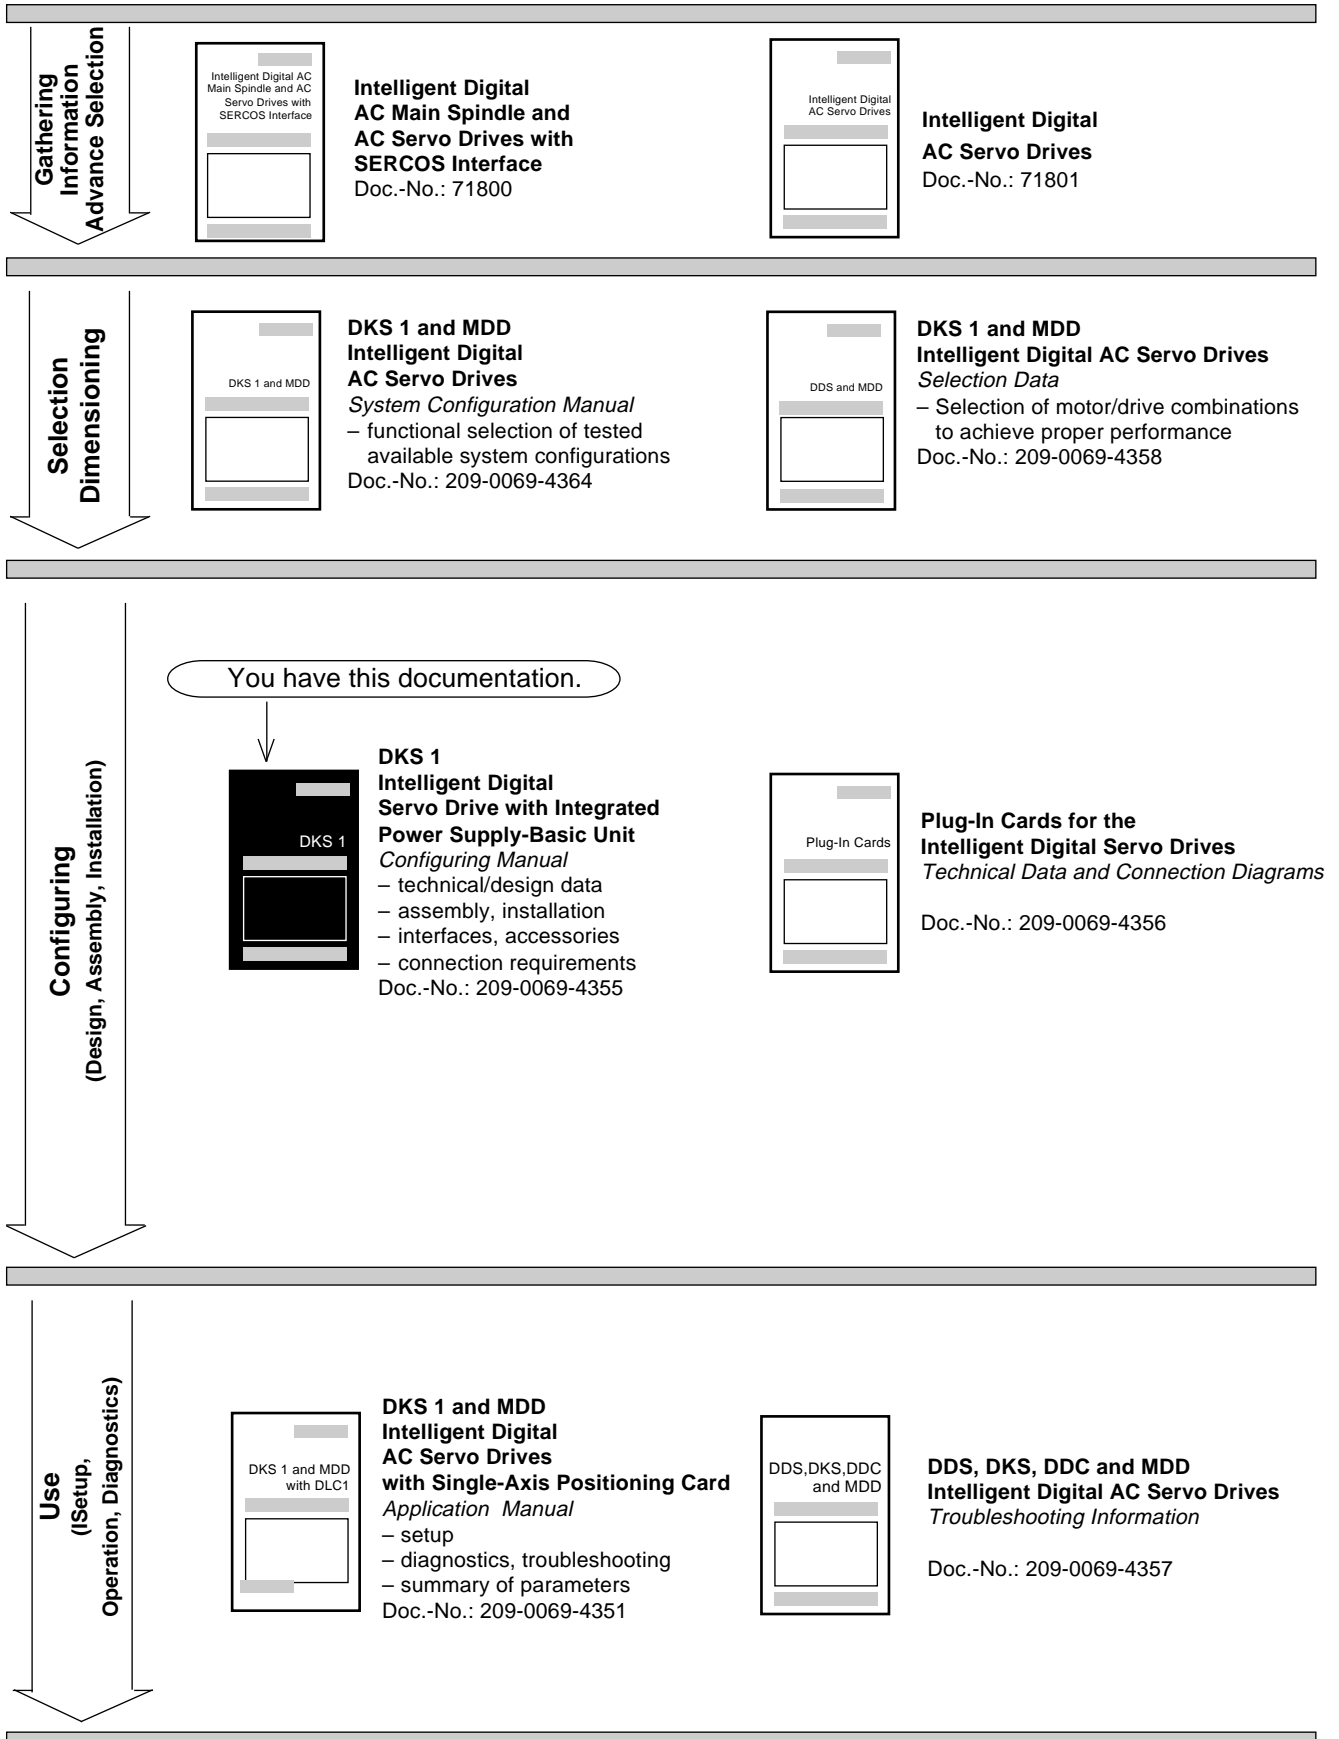 Gathering
Information
Advance Selection
Intelligent Digital AC
Main Spindle and AC
Servo Drives with
SERCOS Interface
Intelligent Digital
AC Main Spindle and
AC Servo Drives with
SERCOS Interface
Doc.-No.: 71800
Intelligent Digital
AC Servo Drives
Intelligent Digital
AC Servo Drives
Doc.-No.: 71801
Selection
Dimensioning
DKS 1 and MDD
DKS 1 and MDD
Intelligent Digital
AC Servo Drives
System Configuration Manual
– functional selection of tested
available system configurations
Doc.-No.: 209-0069-4364
DDS and MDD
DKS 1 and MDD
Intelligent Digital AC Servo Drives
Selection Data
– Selection of motor/drive combinations
to achieve proper performance
Doc.-No.: 209-0069-4358
Configuring
(Design, Assembly, Installation)
You have this documentation.
DKS 1
DKS 1
Intelligent Digital
Servo Drive with Integrated
Power Supply-Basic Unit
Configuring Manual
– technical/design data
– assembly, installation
– interfaces, accessories
– connection requirements
Doc.-No.: 209-0069-4355
Plug-In Cards
Plug-In Cards for the
Intelligent Digital Servo Drives
Technical Data and Connection Diagrams
Doc.-No.: 209-0069-4356
Use
(ISetup,
Operation, Diagnostics)
DKS 1 and MDD
with DLC1
DKS 1 and MDD
Intelligent Digital
AC Servo Drives
with Single-Axis Positioning Card
Application Manual
– setup
– diagnostics, troubleshooting
– summary of parameters
Doc.-No.: 209-0069-4351
DDS,DKS,DDC
and MDD
DDS, DKS, DDC and MDD
Intelligent Digital AC Servo Drives
Troubleshooting Information
Doc.-No.: 209-0069-4357